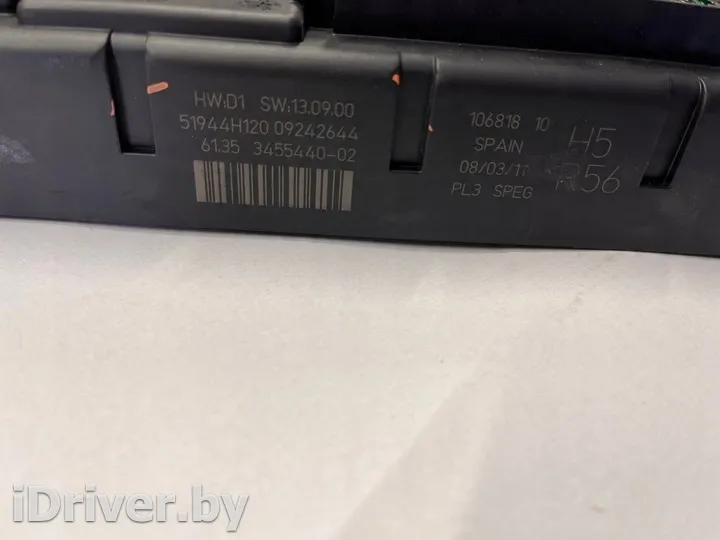 HW:D1 SW:13.09.00
51944H120 09242644
61.35 3455440-02
106818 10
SPAIN
08/03/11
PL3 SPEG
H5
R56
iDriver.by